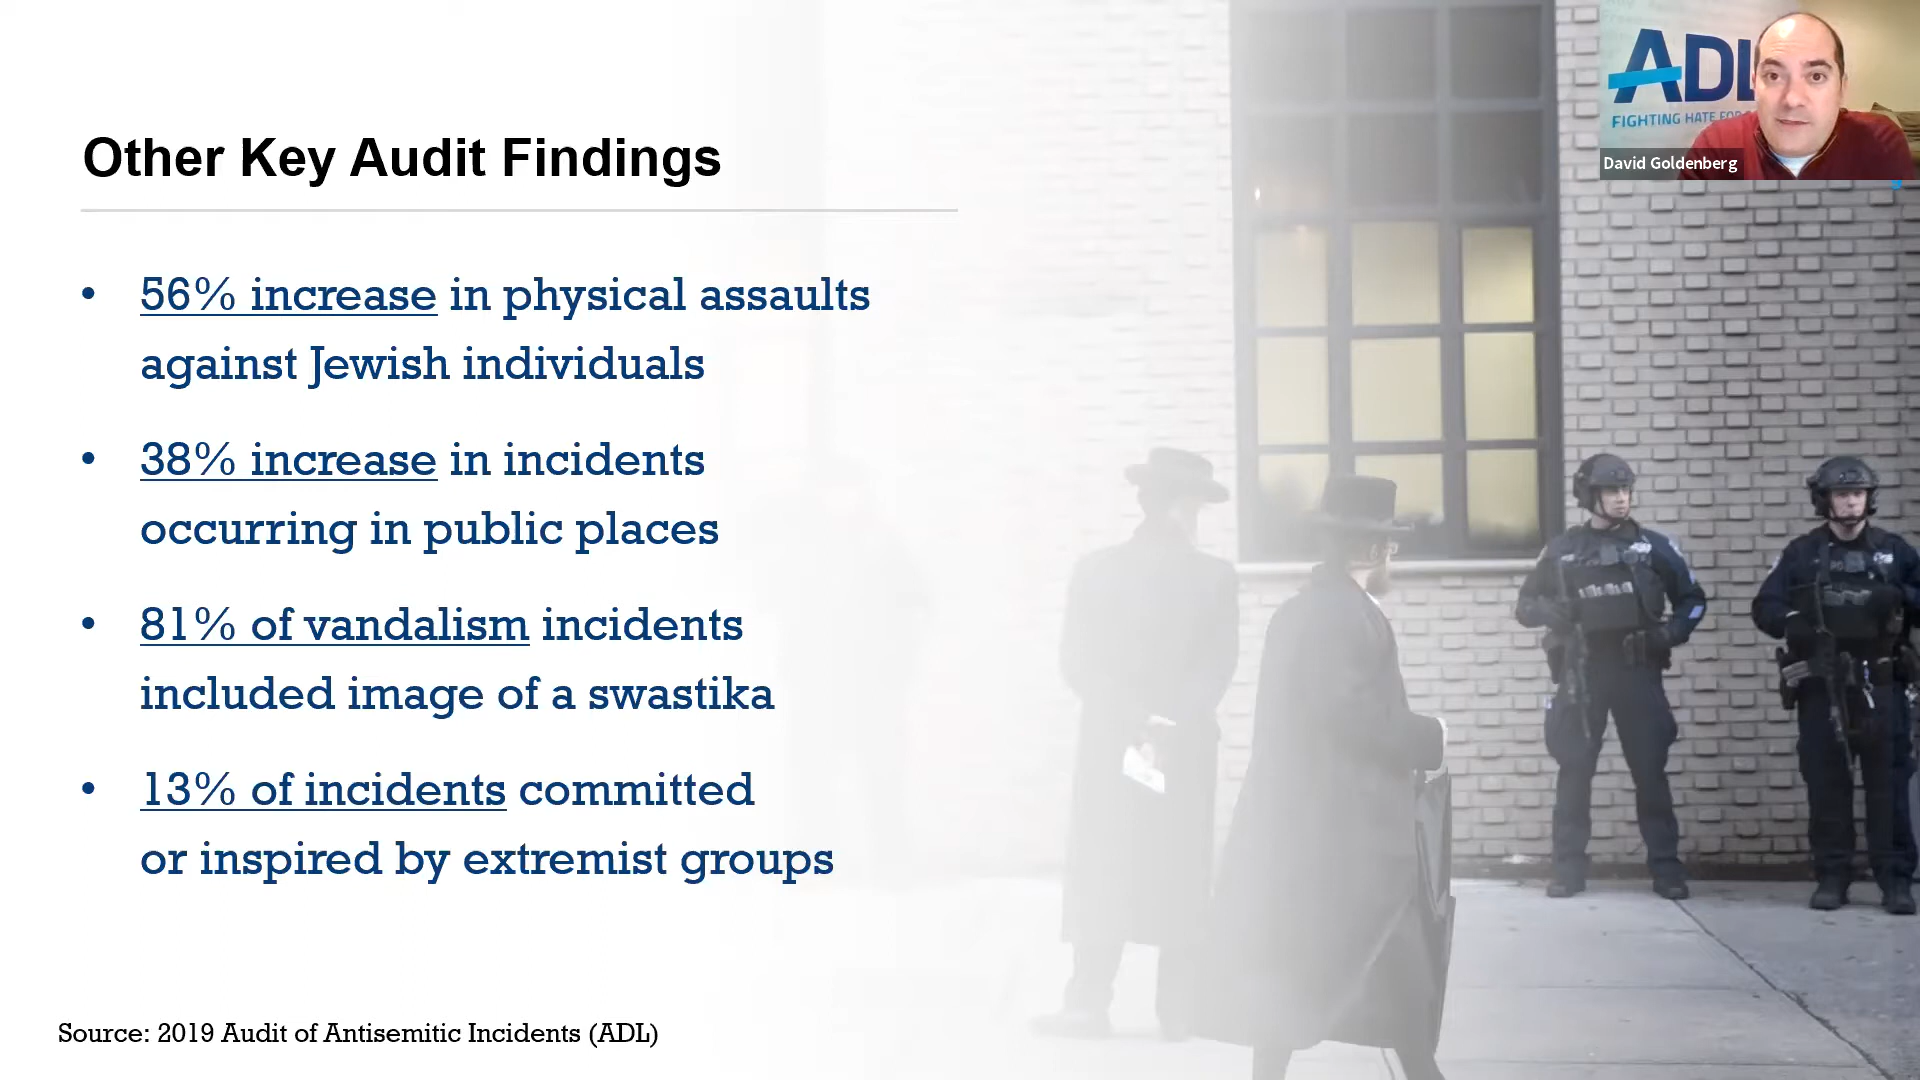 Other Key Audit Findings
• 56% increase in physical assaults
against Jewish individuals
• 38% increase in incidents
occurring in public places
• 81% of vandalism incidents
included image of a swastika
• 13% of incidents committed
or inspired by extremist groups
Source: 2019 Audit of Antisemitic Incidents (ADL)
ADL
FIGHTING HATE FOR
David Goldenberg